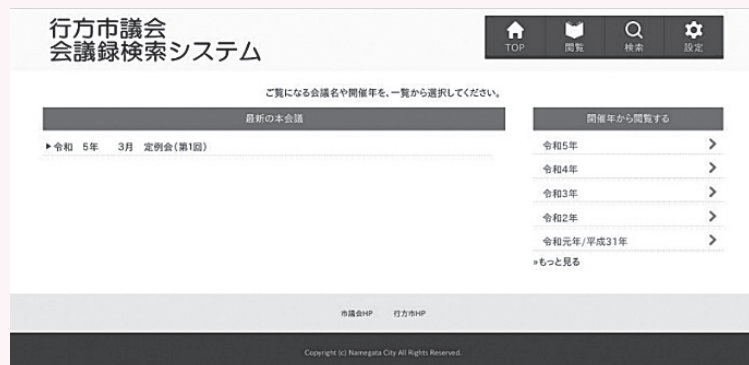 行方市議会
会議録検索システム
TOP 閲覧 検索 設定
ご覧になる会議名や開催年を、一覧から選択してください。
最新の本会議
▶令和 5年 3月 定例会(第1回)
開催年から閲覧する
令和5年
令和4年
令和3年
令和2年
令和元年/平成31年
»もっと見る
市議会HP 行方市HP
Copyright (c) Namegata City All Rights Reserved.